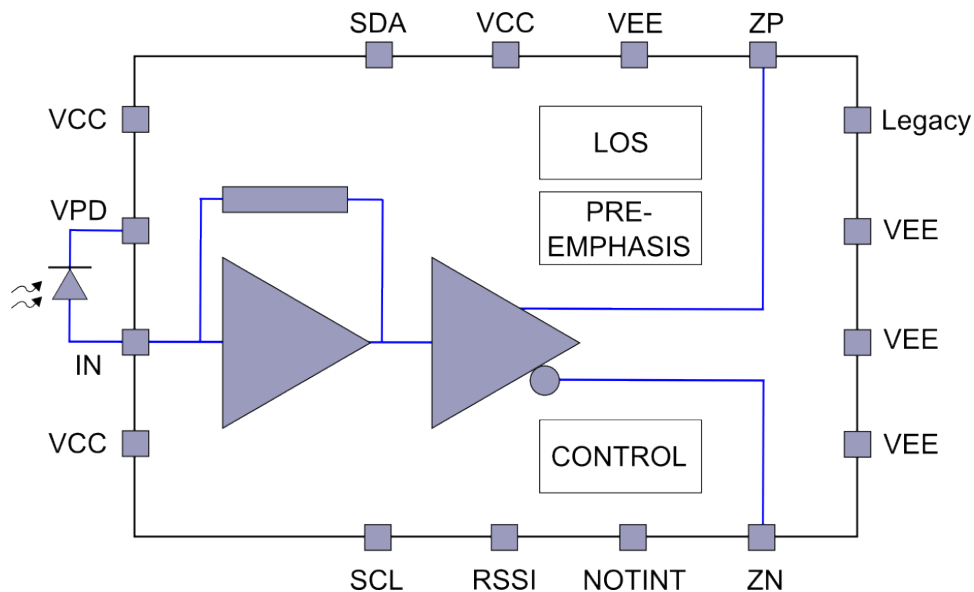 SDA
VCC
VEE
ZP
VCC
Legacy
LOS
VPD
PRE-
EMPHASIS
VEE
IN
VEE
VCC
CONTROL
VEE
SCL
RSSI
NOTINT
ZN